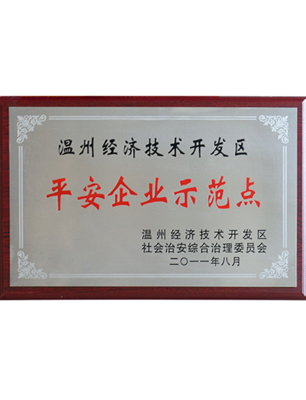 温州经济技术开发区
平安企业示范点
温州经济技术开发区
社会治安综合治理委员会
二〇一一年八月